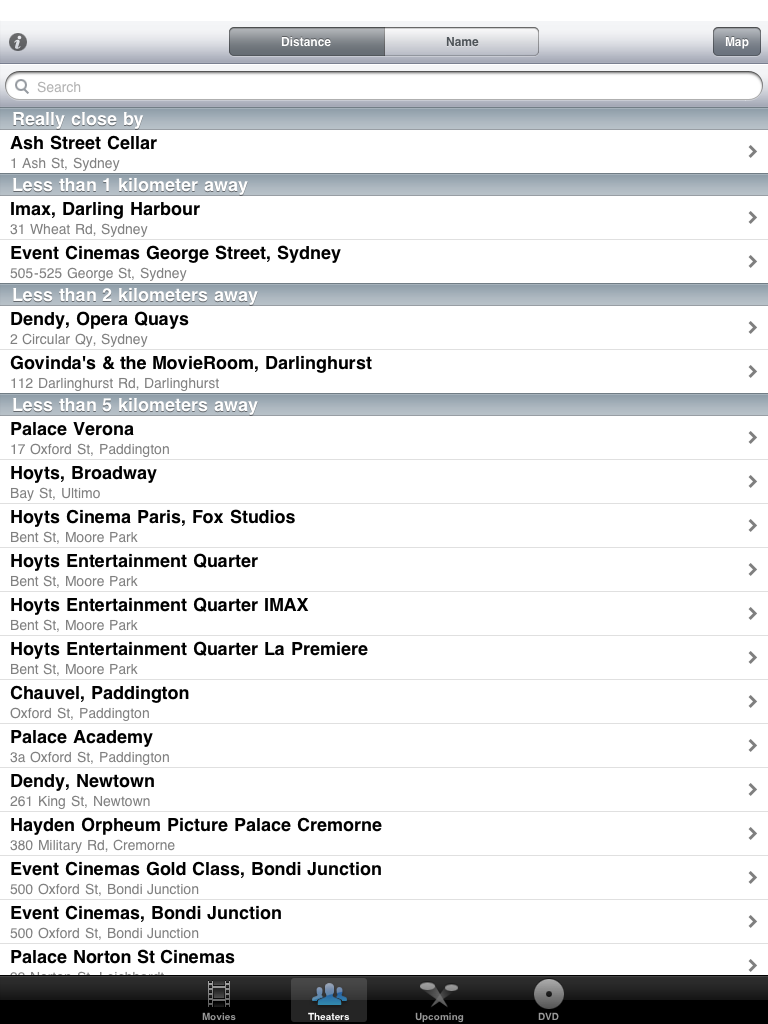 Distance
Name
Map
Search
Really close by
Ash Street Cellar
1 Ash St, Sydney
Less than 1 kilometer away
Imax, Darling Harbour
31 Wheat Rd, Sydney
Event Cinemas George Street, Sydney
505-525 George St, Sydney
Less than 2 kilometers away
Dendy, Opera Quays
2 Circular Qy, Sydney
Govinda's & the MovieRoom, Darlinghurst
112 Darlinghurst Rd, Darlinghurst
Less than 5 kilometers away
Palace Verona
17 Oxford St, Paddington
Hoyts, Broadway
Bay St, Ultimo
Hoyts Cinema Paris, Fox Studios
Bent St, Moore Park
Hoyts Entertainment Quarter
Bent St, Moore Park
Hoyts Entertainment Quarter IMAX
Bent St, Moore Park
Hoyts Entertainment Quarter La Premiere
Bent St, Moore Park
Chauvel, Paddington
Oxford St, Paddington
Palace Academy
3a Oxford St, Paddington
Dendy, Newtown
261 King St, Newtown
Hayden Orpheum Picture Palace Cremorne
380 Military Rd, Cremorne
Event Cinemas Gold Class, Bondi Junction
500 Oxford St, Bondi Junction
Event Cinemas, Bondi Junction
500 Oxford St, Bondi Junction
Palace Norton St Cinemas
Movies
Theaters
Upcoming
DVD